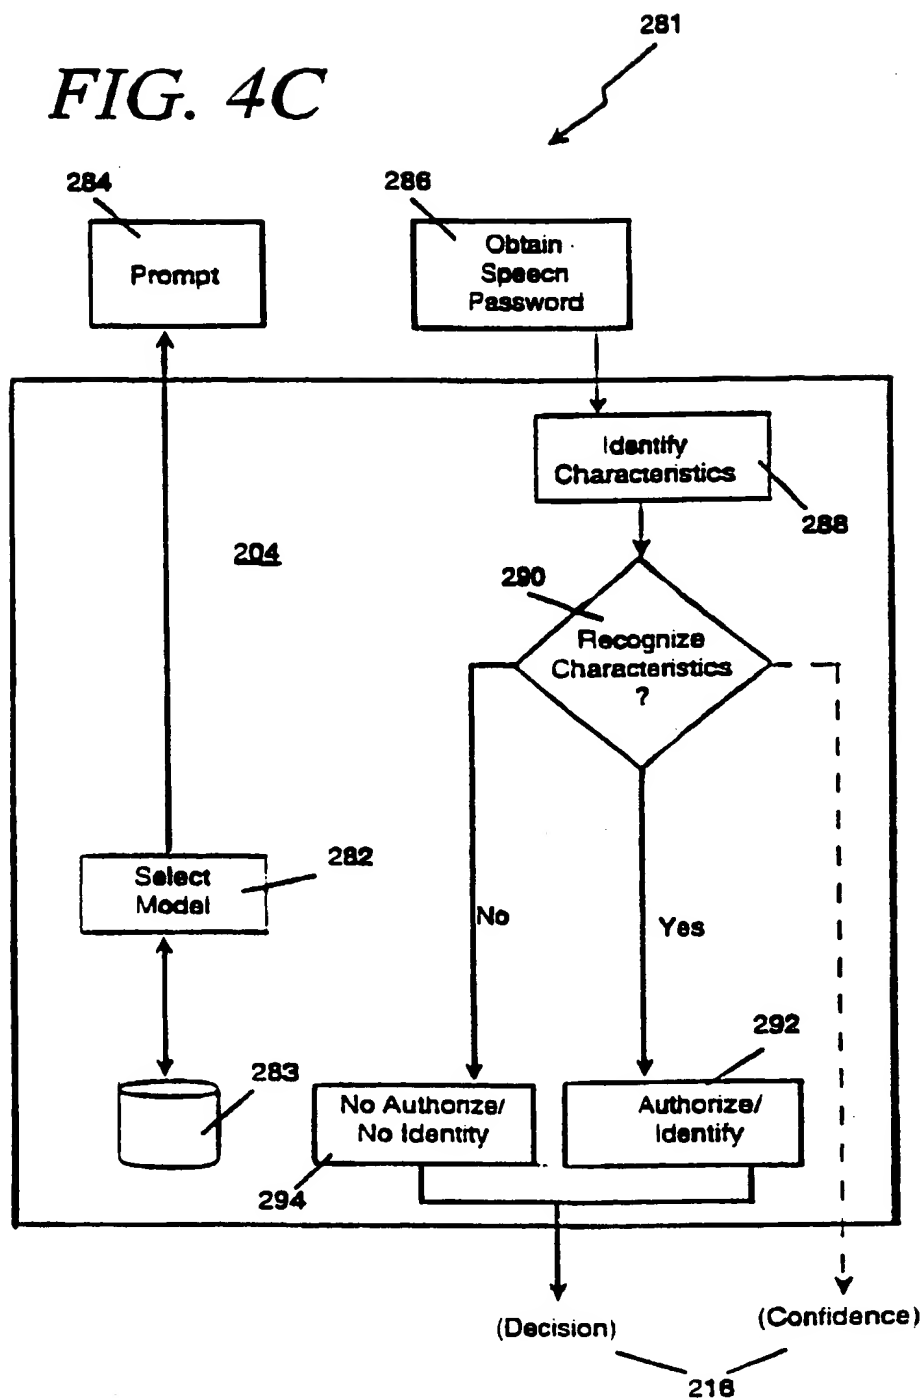 281
FIG. 4C
284
286
Prompt
Obtain
Speecn
Password
Identify
Characteristics
288
204
290
Recognize
Characteristics
?
282
Select
Model
No
Yes
292
283
No Authorize/
No Identity
Authorize/
Identify
294
(Decision)
(Confidence)
216